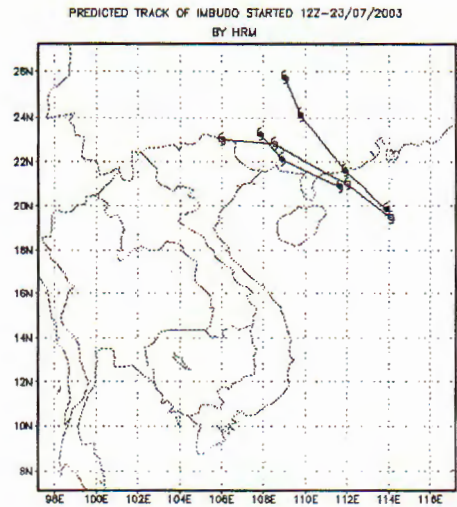 PREDICTED TRACK OF IMBUDO STARTED 12Z-23/07/2003
BY HRM
26N
24N
22N
20N
18N
16N
14N
12N
10N
8N
98E 100E 102E 104E 106E 108E 110E 112E 114E 116E